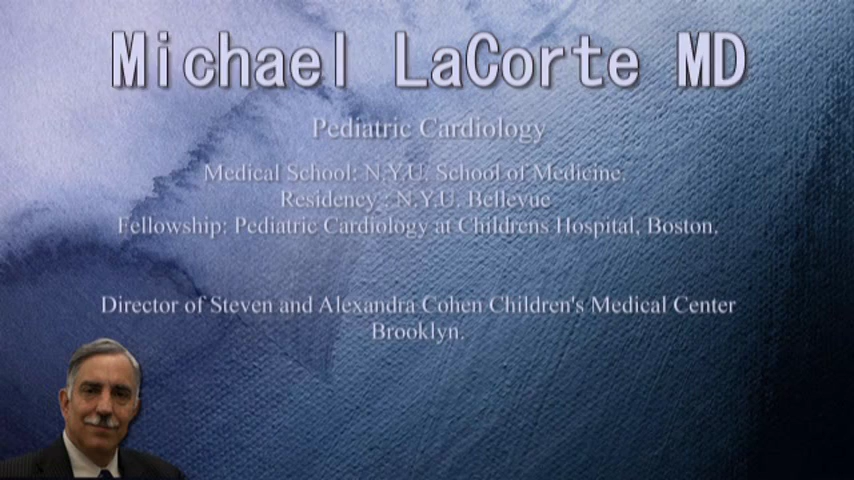 Michael LaCorte MD
Pediatric Cardiology
Medical School: N.Y.U. School of Medicine,
Residency : N.Y.U. Bellevue
Fellowship: Pediatric Cardiology at Childrens Hospital, Boston,
Director of Steven and Alexandra Cohen Children's Medical Center
Brooklyn.